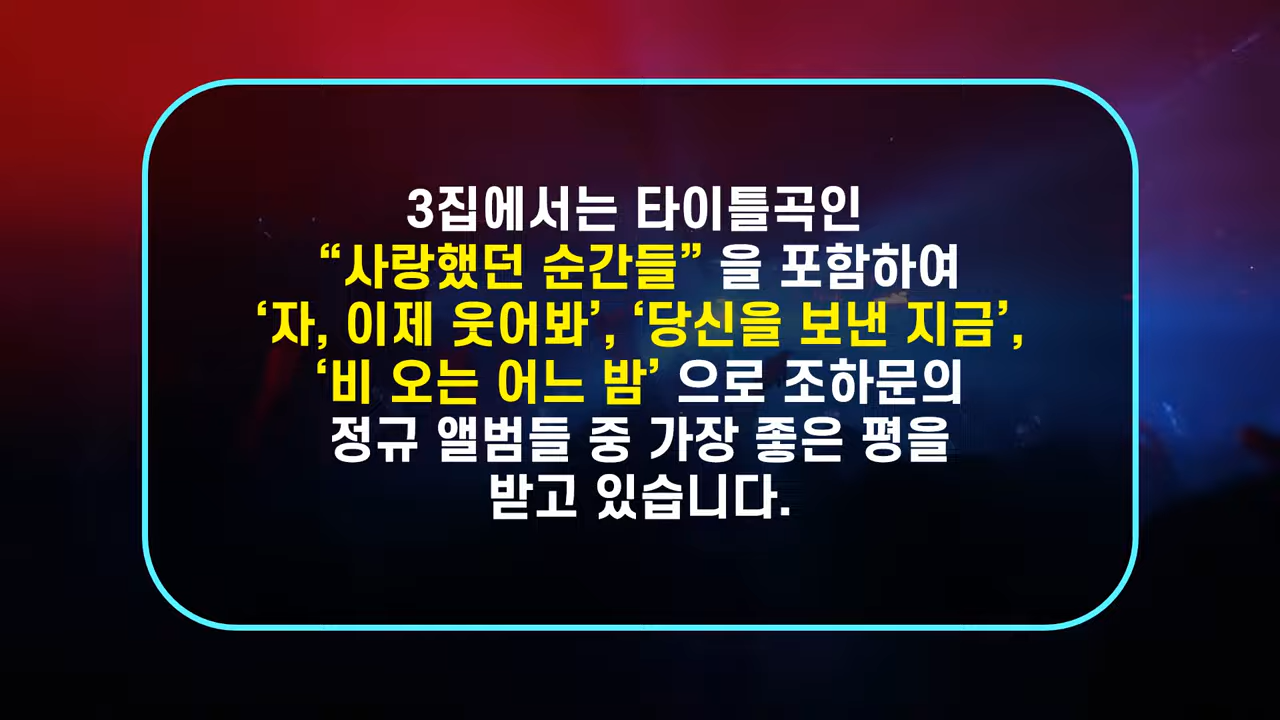 3집에서는 타이틀곡인
“사랑했던 순간들” 을 포함하여
‘자, 이제 웃어봐’, ‘당신을 보낸 지금’,
‘비 오는 어느 밤’ 으로 조하문의
정규 앨범들 중 가장 좋은 평을
받고 있습니다.